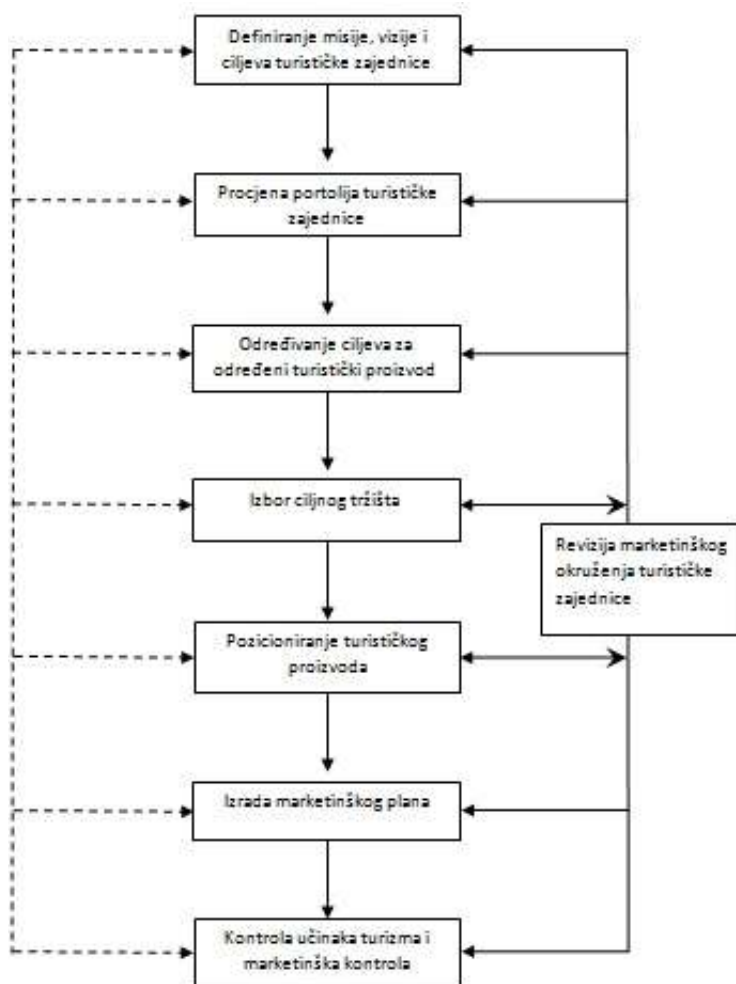 Definiranje misije, vizije i
ciljeva turističke zajednice
Procjena portolija turističke
zajednice
Određivanje ciljeva za
određeni turistički proizvod
Izbor ciljnog tržišta
Revizija marketinškog
okruženja turističke
zajednice
Pozicioniranje turističkog
proizvoda
Izrada marketinškog plana
Kontrola učinaka turizma i
marketinška kontrola